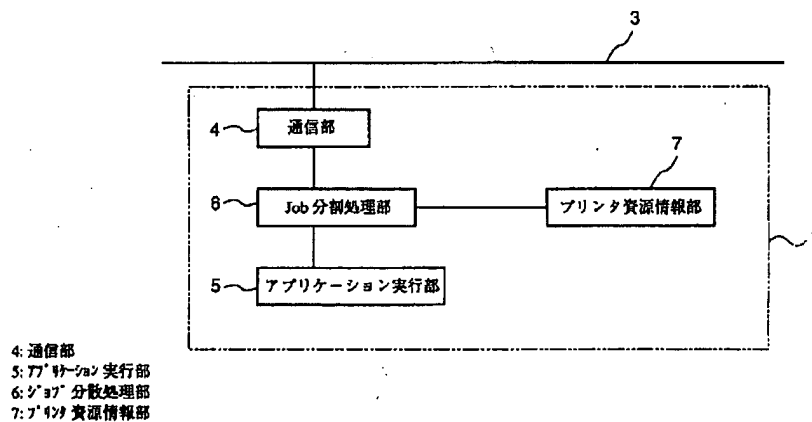 3
4 通信部
7
6 Job 分割処理部 プリンタ資源情報部
5 アプリケーション実行部
4: 通信部
5: ｱﾌﾟﾘｹｰｼｮﾝ 実行部
6: ｼﾞｮﾌﾞ 分散処理部
7: ﾌﾟﾘﾝﾀ 資源情報部